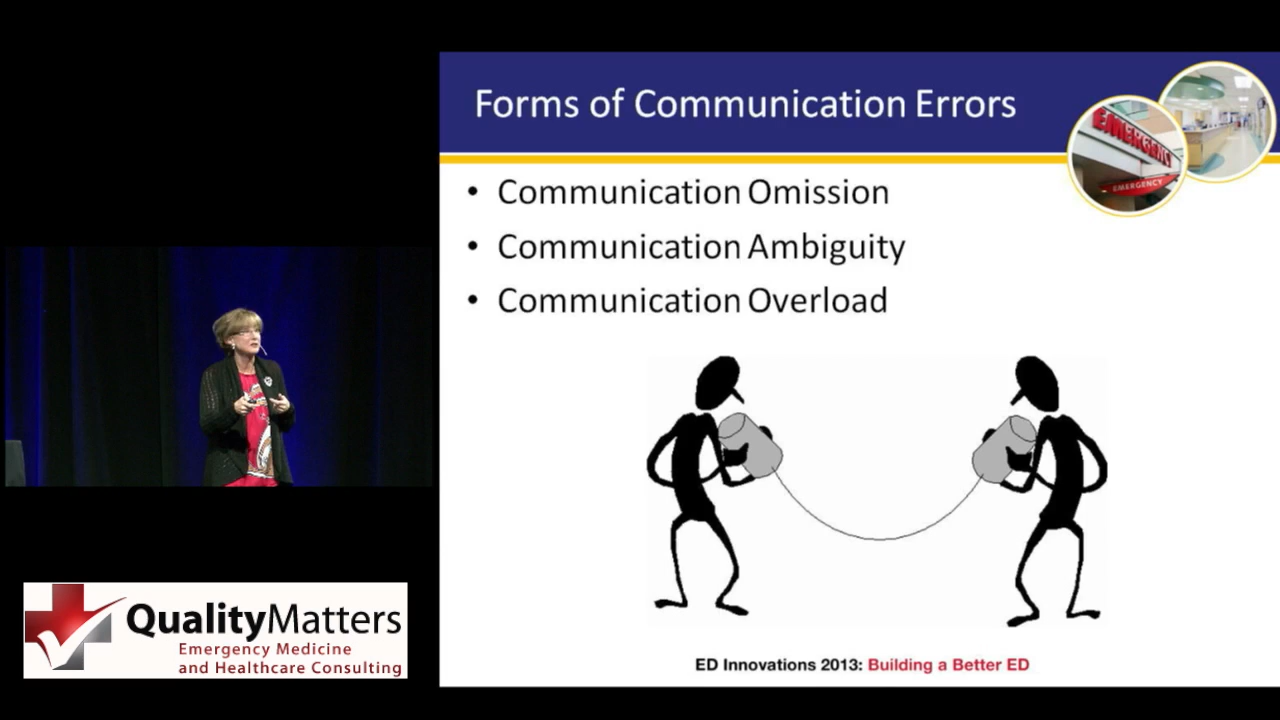 Forms of Communication Errors
EMERGENCY
EMERGENCY
• Communication Omission
• Communication Ambiguity
• Communication Overload
QualityMatters
Emergency Medicine
and Healthcare Consulting
ED Innovations 2013: Building a Better ED